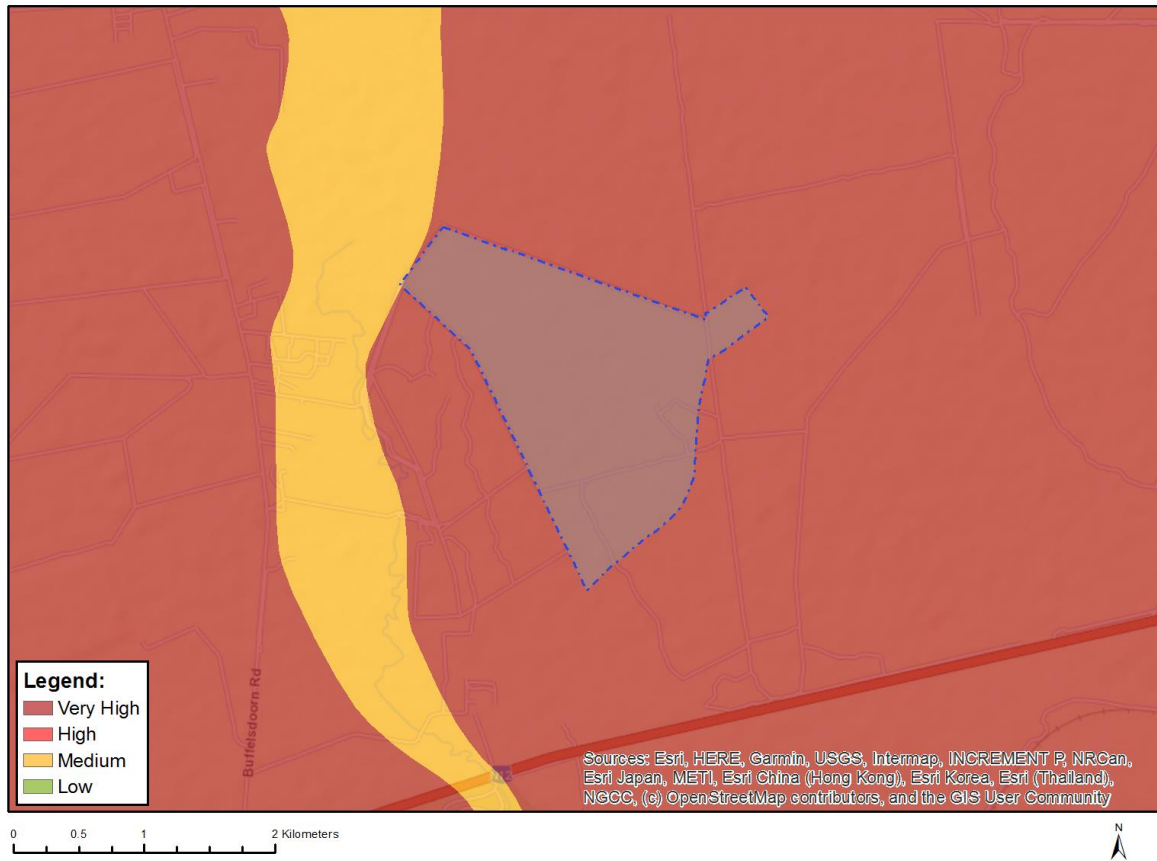 Buffelsdoorn Rd
Legend:
Very High
High
Medium
Low
Sources: Esri, HERE, Garmin, USGS, Intermap, INCREMENT P, NRCan,
Esri Japan, METI, Esri China (Hong Kong), Esri Korea, Esri (Thailand),
NGCC, (c) OpenStreetMap contributors, and the GIS User Community
0 0.5 1 2 Kilometers
N